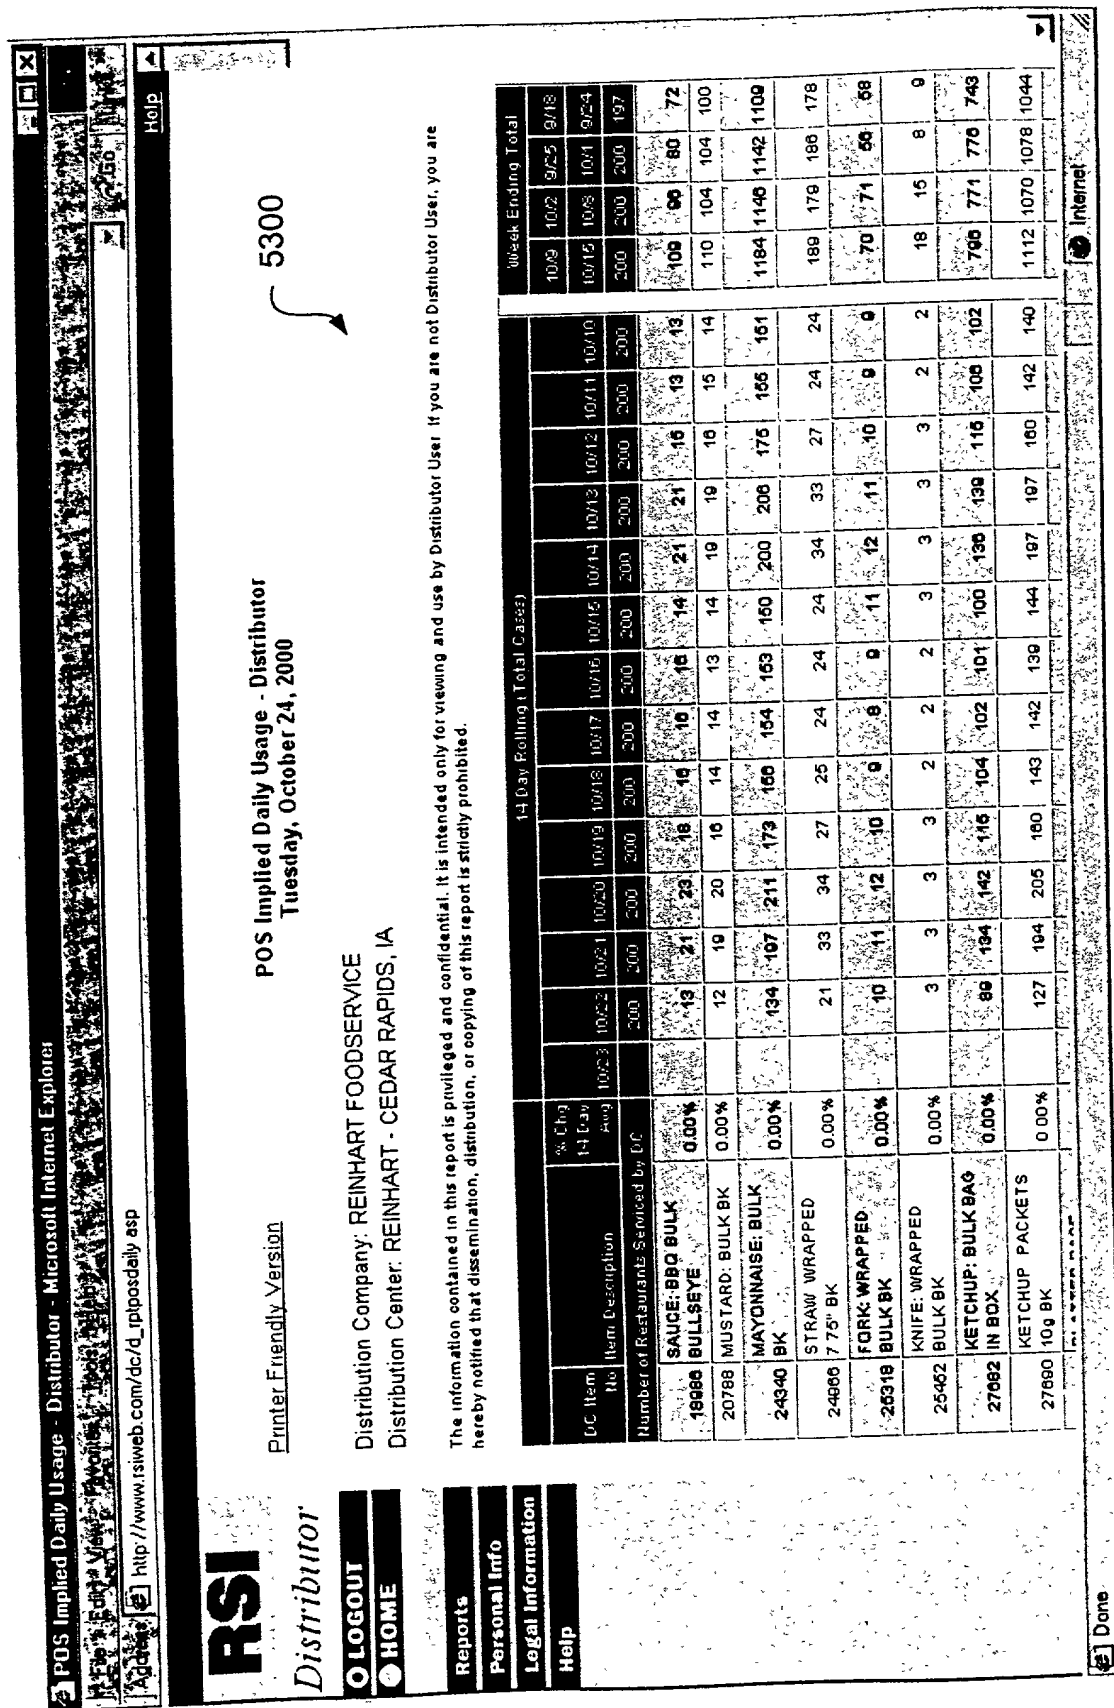 POS Implied Daily Usage - Distributor - Microsoft Internet Explorer
File Edit View Favorites Tools Help
Address http://www.rsiweb.com/dc/d_rptposdaily.asp Go
Help
RSI
Distributor
LOGOUT
HOME
Reports
Personal Info
Legal Information
Help
Printer Friendly Version
POS Implied Daily Usage - Distributor
Tuesday, October 24, 2000
5300
Distribution Company: REINHART FOODSERVICE
Distribution Center: REINHART - CEDAR RAPIDS, IA
The information contained in this report is privileged and confidential. It is intended only for viewing and use by Distributor User. If you are not Distributor User, you are
hereby notified that dissemination, distribution, or copying of this report is strictly prohibited.
14 Day Rolling (Total Cases) Week Ending Total
10/9 10/2 9/25 9/18
DC Item No Item Description % Chg 14 Day Avg 10/23 10/22 10/21 10/20 10/19 10/18 10/17 10/16 10/15 10/14 10/13 10/12 10/11 10/10 10/15 10/8 10/1 9/24
Number of Restaurants Serviced by DC 200 200 200 200 200 200 200 200 200 200 200 200 200 200 200 200 197
18986 SAUCE: BBQ BULK BULLSEYE 0.00% 13 21 23 18 16 16 16 14 21 21 15 13 13 109 96 80 72
20788 MUSTARD: BULK BK 0.00% 12 19 20 16 14 14 13 14 19 19 16 15 14 110 104 104 100
24340 MAYONNAISE: BULK BK 0.00% 134 197 211 173 156 154 153 150 200 206 175 155 151 1184 1146 1142 1109
24966 STRAW WRAPPED 7 75" BK 0.00% 21 33 34 27 25 24 24 24 34 33 27 24 24 189 179 186 178
25318 FORK: WRAPPED BULK BK 0.00% 10 11 12 10 9 8 9 11 12 11 10 9 9 70 71 56 58
25462 KNIFE: WRAPPED BULK BK 0.00% 3 3 3 3 2 2 2 3 3 3 3 2 2 18 15 8 9
27682 KETCHUP: BULK BAG IN BOX 0.00% 89 134 142 115 104 102 101 100 136 139 115 106 102 796 771 776 743
27690 KETCHUP PACKETS 10g BK 0.00% 127 194 205 160 143 142 139 144 197 197 160 142 140 1112 1070 1078 1044
Done Internet